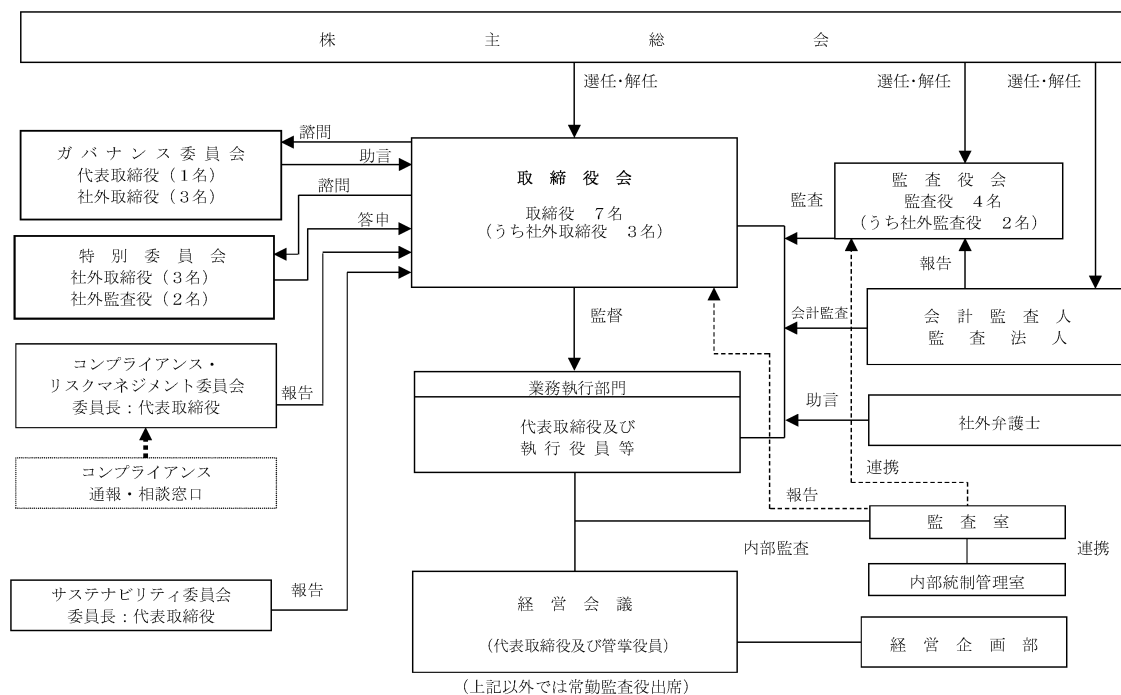 株主総会
選任・解任
選任・解任
選任・解任
諮問
ガバナンス委員会
代表取締役（1名）
社外取締役（3名）
助言
諮問
答申
特別委員会
社外取締役（3名）
社外監査役（2名）
取締役会
取締役 7名
（うち社外取締役 3名）
監査
監査役会
監査役 4名
（うち社外監査役 2名）
報告
監督
会計監査
会計監査人
監査法人
コンプライアンス・
リスクマネジメント委員会
委員長：代表取締役
報告
業務執行部門
代表取締役及び
執行役員等
助言
社外弁護士
コンプライアンス
通報・相談窓口
連携
報告
監査室
内部監査
連携
内部統制管理室
サステナビリティ委員会
委員長：代表取締役
報告
経営会議
（代表取締役及び管掌役員）
経営企画部
（上記以外では常勤監査役出席）